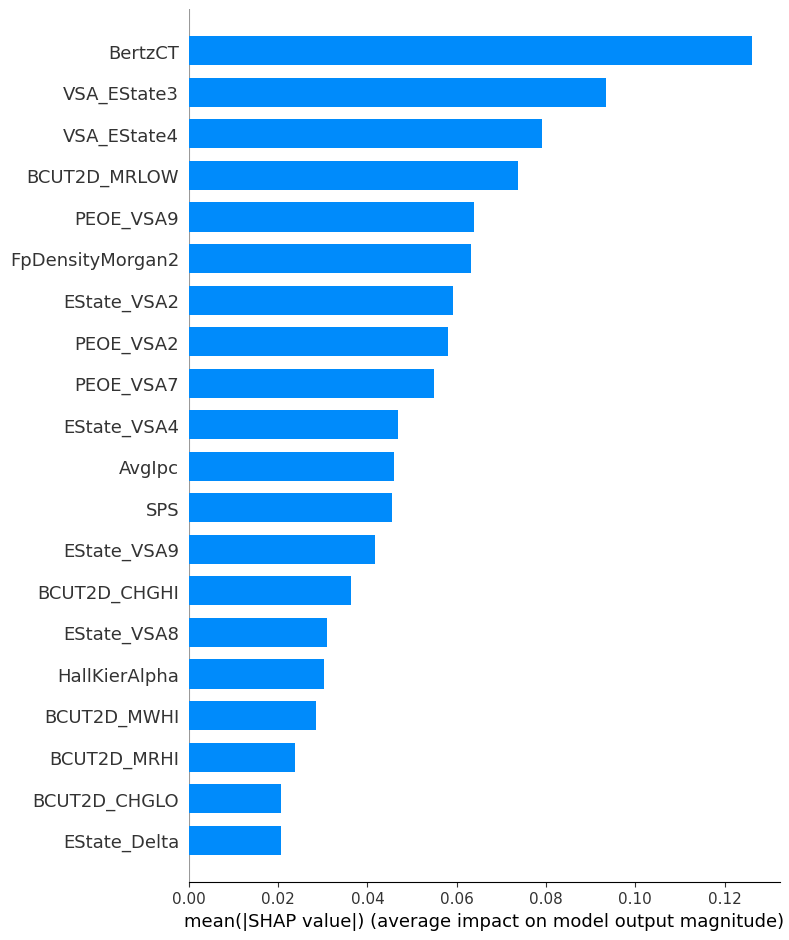 BertzCT
VSA_EState3
VSA_EState4
BCUT2D_MRLOW
PEOE_VSA9
FpDensityMorgan2
EState_VSA2
PEOE_VSA2
PEOE_VSA7
EState_VSA4
AvgIpc
SPS
EState_VSA9
BCUT2D_CHGHI
EState_VSA8
HallKierAlpha
BCUT2D_MWHI
BCUT2D_MRHI
BCUT2D_CHGLO
EState_Delta
0.00 0.02 0.04 0.06 0.08 0.10 0.12
mean(|SHAP value|) (average impact on model output magnitude)